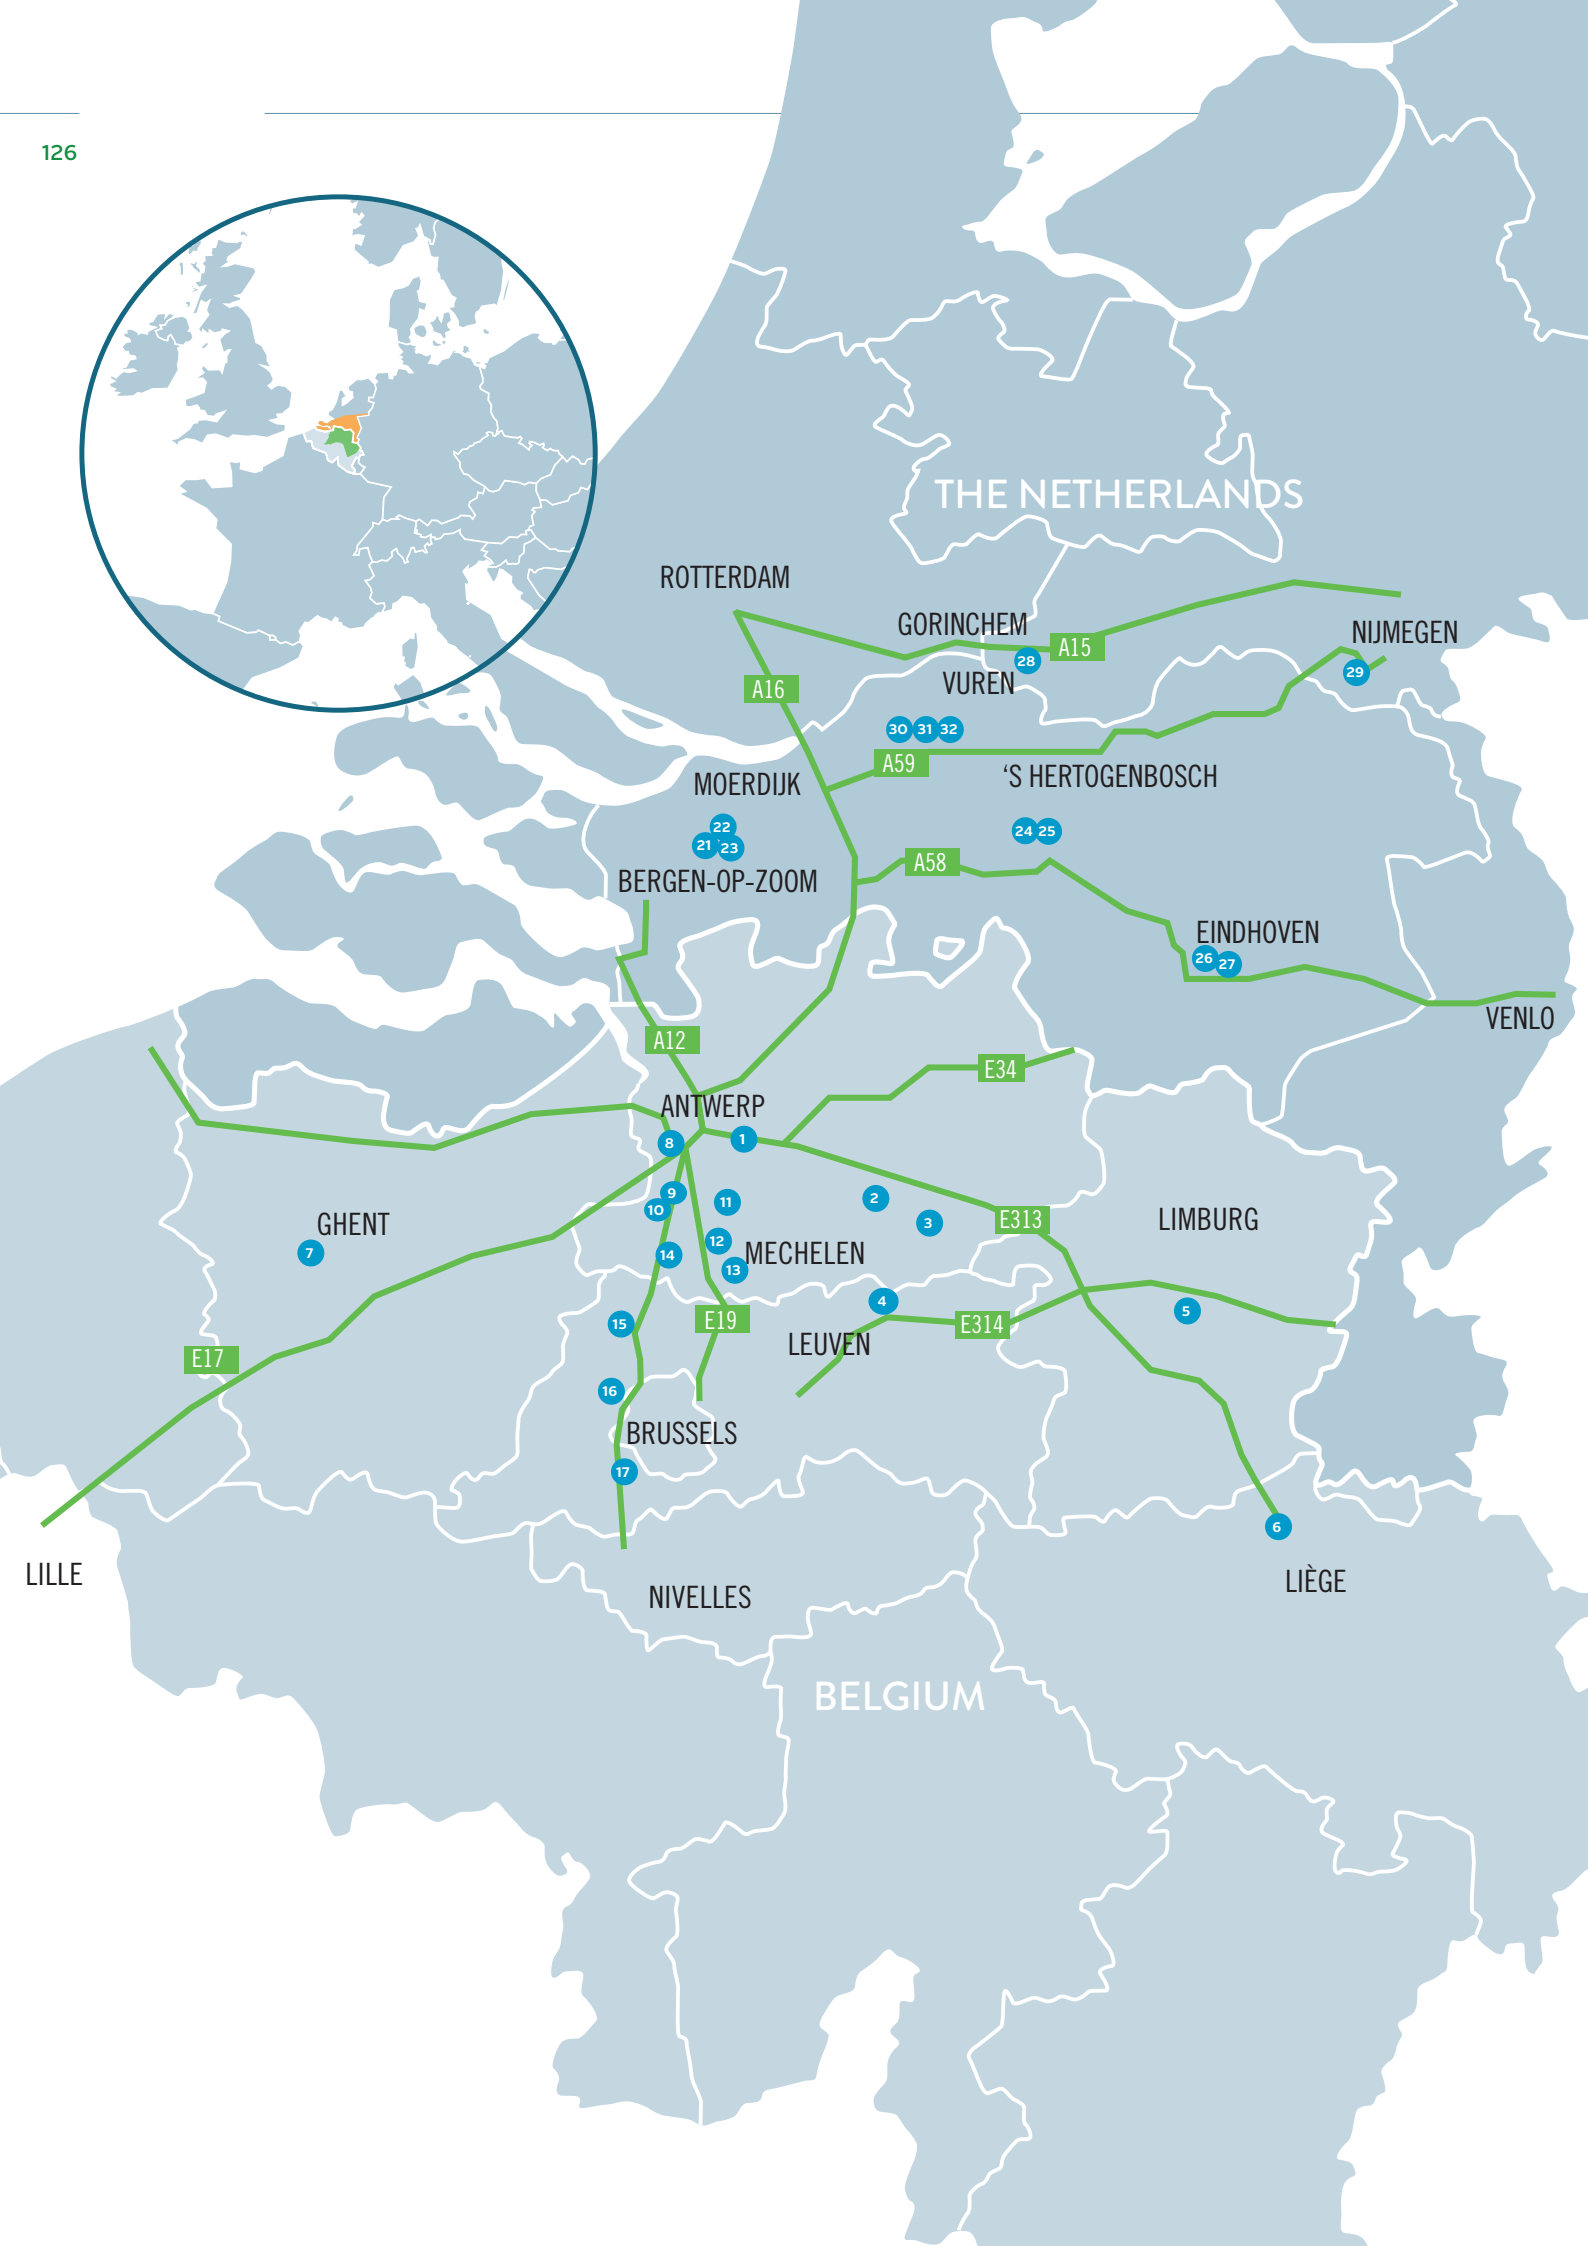 126
THE NETHERLANDS
ROTTERDAM
GORINCHEM
NIJMEGEN
A15
28
29
VUREN
A16
30 31 32
A59
'S HERTOGENBOSCH
MOERDIJK
22
21 23
24 25
A58
BERGEN-OP-ZOOM
EINDHOVEN
26 27
VENLO
A12
E34
ANTWERP
8
1
9
10
11
2
3
E313
LIMBURG
GHENT
7
12
14
MECHELEN
13
4
5
15
E19
E314
LEUVEN
E17
16
BRUSSELS
17
6
LILLE
LIÈGE
NIVELLES
BELGIUM